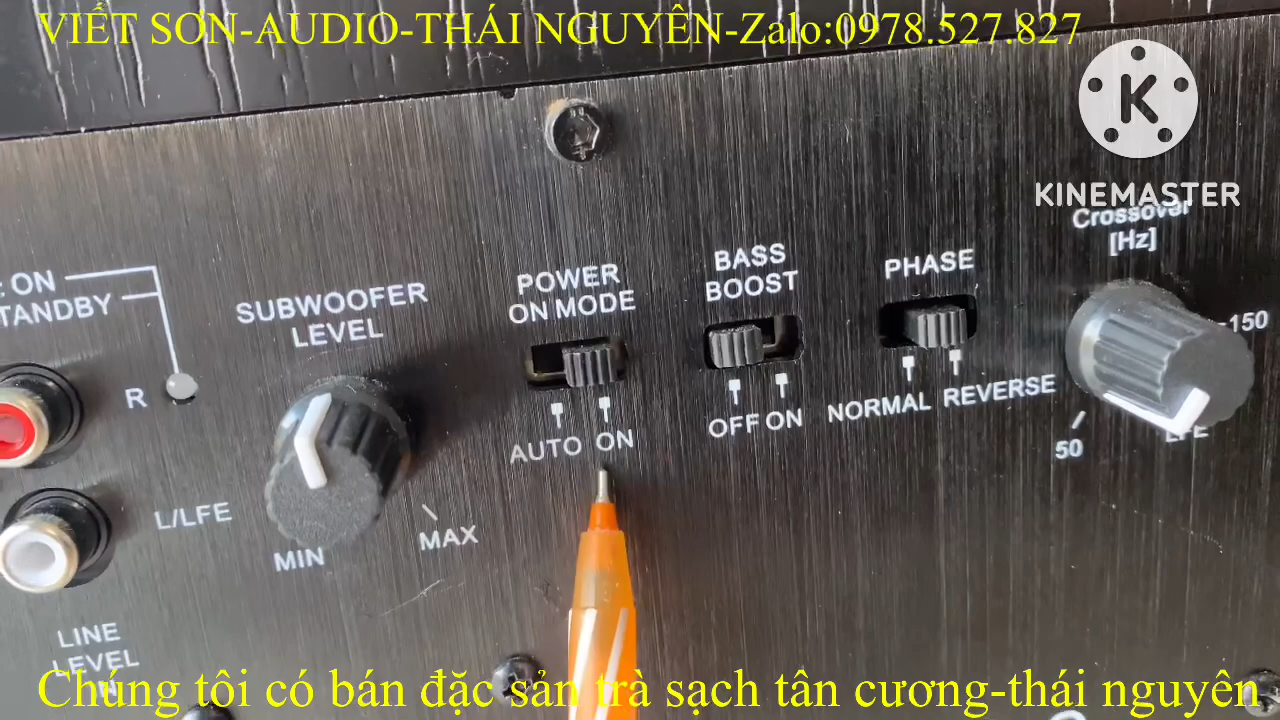 VIẾT SƠN-AUDIO-THÁI NGUYÊN-Zalo:0978.527.827
K
KINEMASTER
Crossover
[Hz]
BASS
BOOST
PHASE
POWER
ON MODE
ON
STANDBY
SUBWOOFER
LEVEL
150
R
OFF ON
NORMAL REVERSE
AUTO ON
50
LFE
L/LFE
MIN
MAX
LINE
LEVEL
Chúng tôi có bán đặc sản trà sạch tân cương-thái nguyên